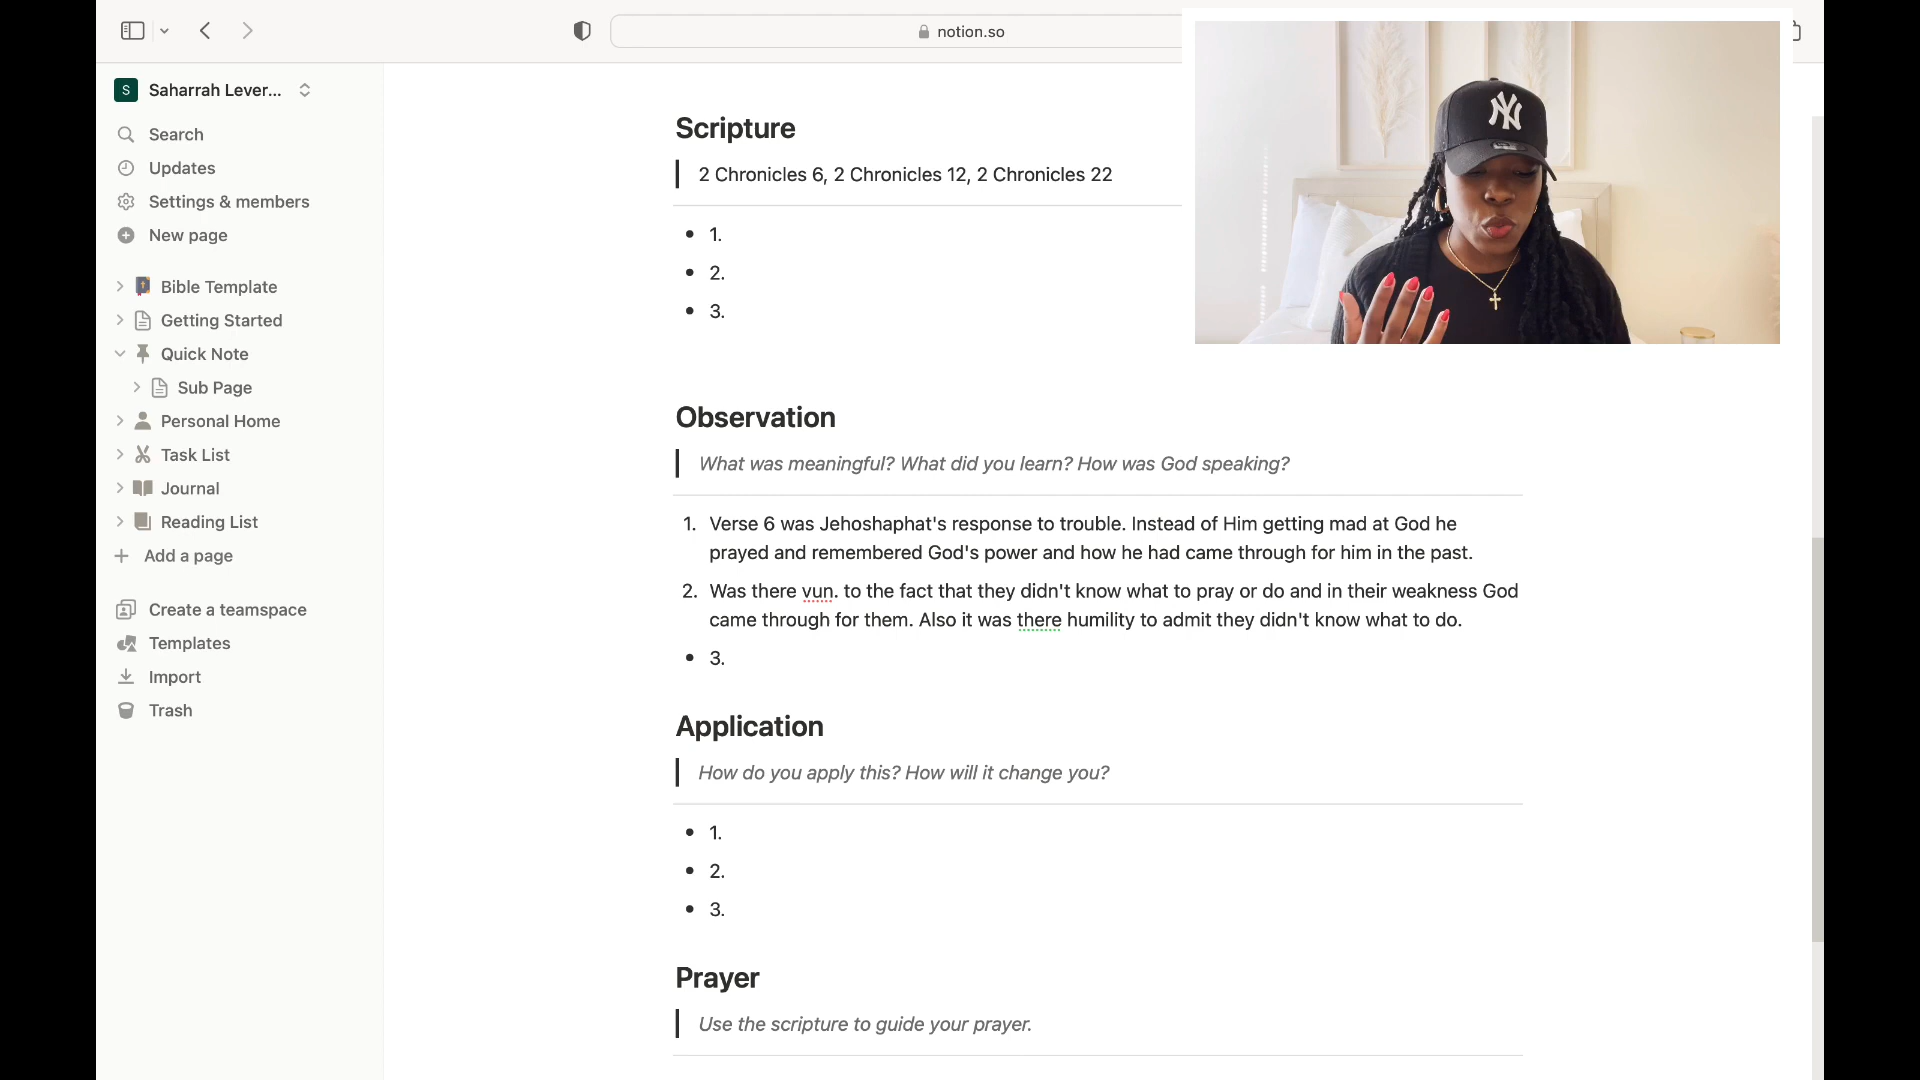 notion.so
S Saharrah Lever...
Search
Updates
Settings & members
New page
Bible Template
Getting Started
Quick Note
Sub Page
Personal Home
Task List
Journal
Reading List
Add a page
Create a teamspace
Templates
Import
Trash
Scripture
2 Chronicles 6, 2 Chronicles 12, 2 Chronicles 22
• 1.
• 2.
• 3.
NY
Observation
What was meaningful? What did you learn? How was God speaking?
1. Verse 6 was Jehoshaphat's response to trouble. Instead of Him getting mad at God he
prayed and remembered God's power and how he had came through for him in the past.
2. Was there vun. to the fact that they didn't know what to pray or do and in their weakness God
came through for them. Also it was there humility to admit they didn't know what to do.
• 3.
Application
How do you apply this? How will it change you?
• 1.
• 2.
• 3.
Prayer
Use the scripture to guide your prayer.